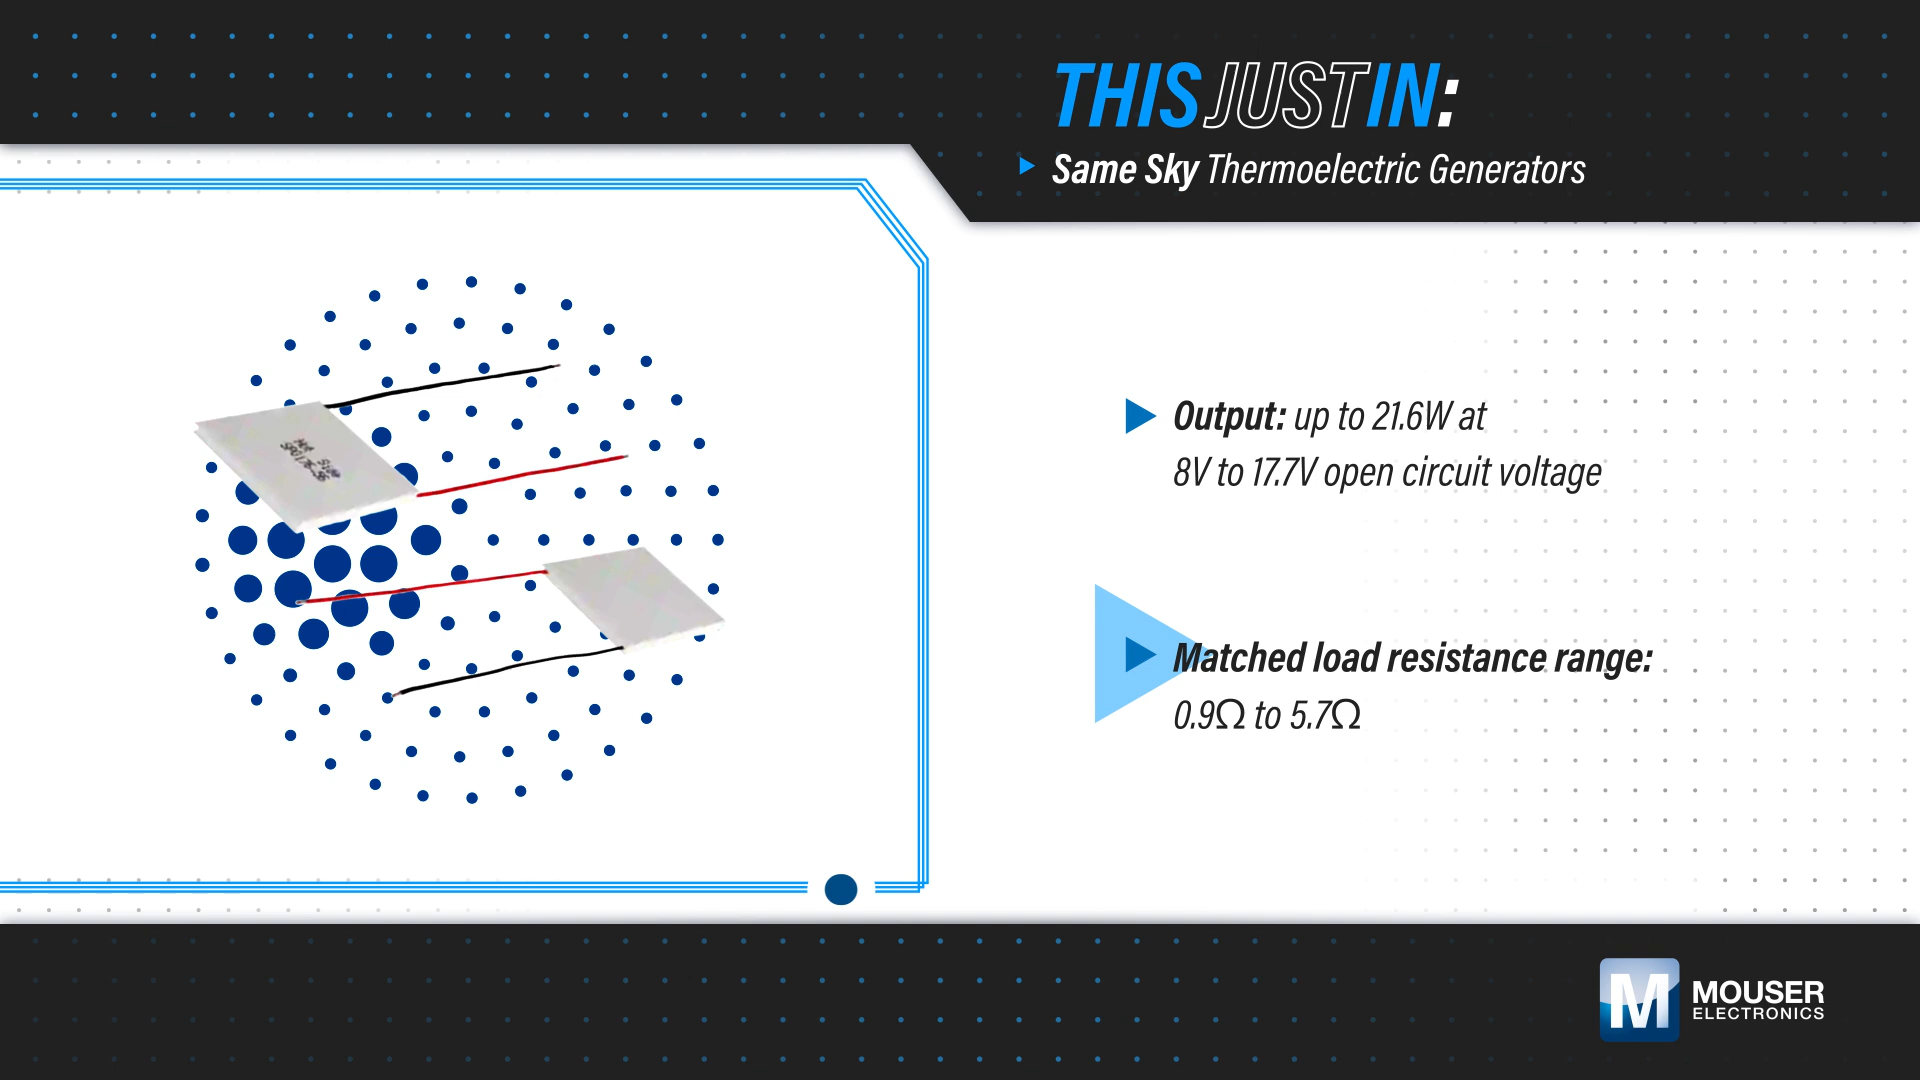 THIS JUST IN:
Same Sky Thermoelectric Generators
Output: up to 21.6W at
8V to 17.7V open circuit voltage
Matched load resistance range:
0.9Ω to 5.7Ω
M MOUSER
ELECTRONICS